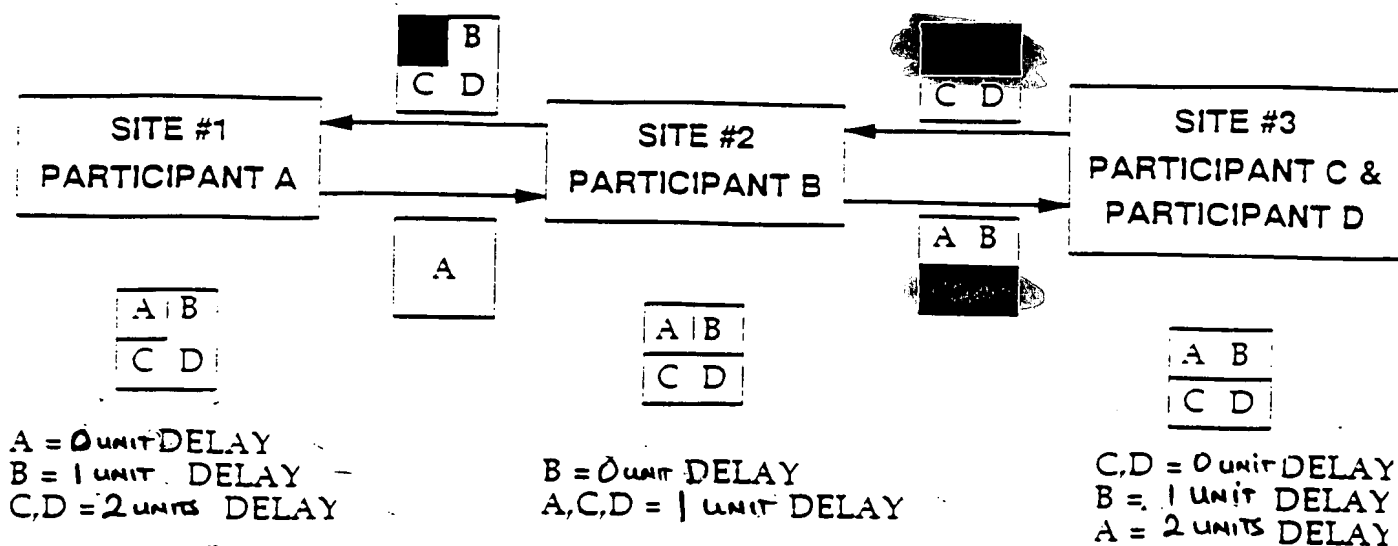 B
C D
C D
SITE #1
PARTICIPANT A
SITE #2
PARTICIPANT B
SITE #3
PARTICIPANT C &
PARTICIPANT D
A
A B
A B
C D
A B
C D
A B
C D
A = 0 UNIT DELAY
B = 1 UNIT DELAY
C,D = 2 UNITS DELAY
B = 0 UNIT DELAY
A,C,D = 1 UNIT DELAY
C,D = 0 UNIT DELAY
B = 1 UNIT DELAY
A = 2 UNITS DELAY